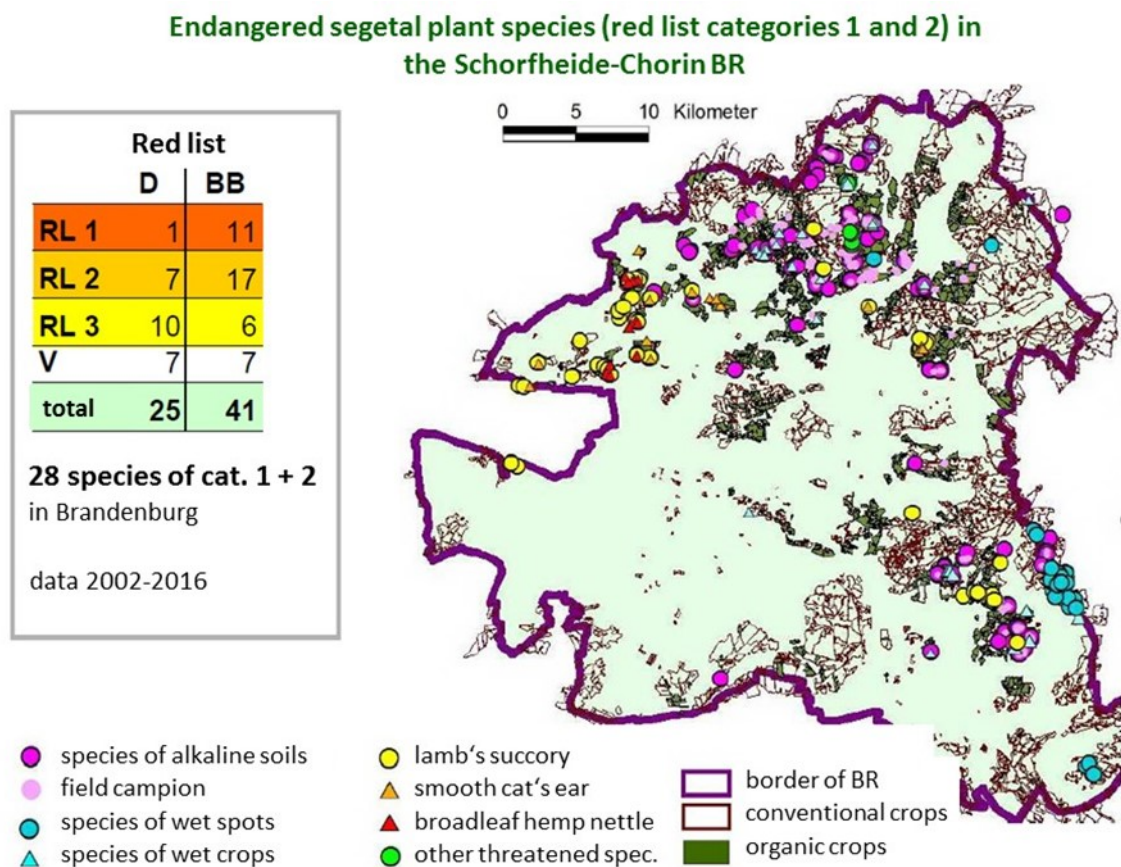 Endangered segetal plant species (red list categories 1 and 2) in
the Schorfheide-Chorin BR
0 5 10 Kilometer
Red list
D BB
RL 1 1 11
RL 2 7 17
RL 3 10 6
V 7 7
total 25 41
28 species of cat. 1 + 2
in Brandenburg
data 2002-2016
species of alkaline soils
field campion
species of wet spots
species of wet crops
lamb's succory
smooth cat's ear
broadleaf hemp nettle
other threatened spec.
border of BR
conventional crops
organic crops